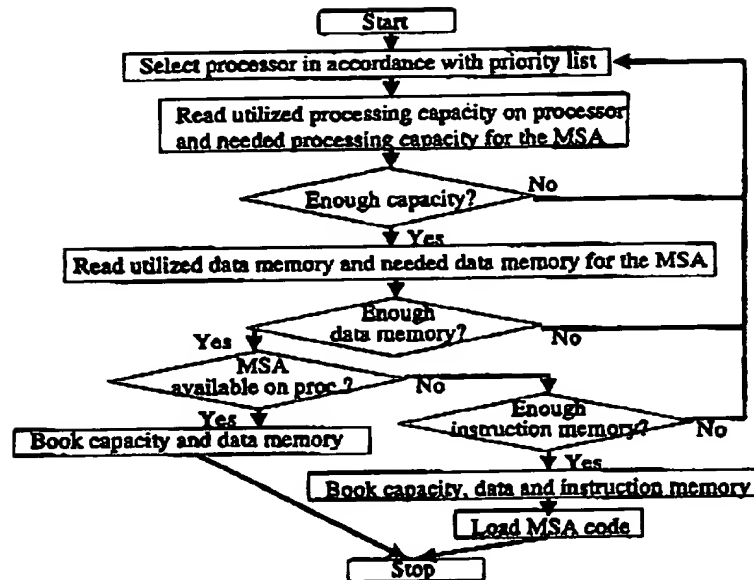 Start
Select processor in accordance with priority list
Read utilized processing capacity on processor
and needed processing capacity for the MSA
Enough capacity?
No
Yes
Read utilized data memory and needed data memory for the MSA
Enough
data memory?
Yes
No
MSA
available on proc.?
No
Enough
instruction memory?
No
Yes
Book capacity and data memory
Yes
Book capacity, data and instruction memory
Load MSA code
Stop